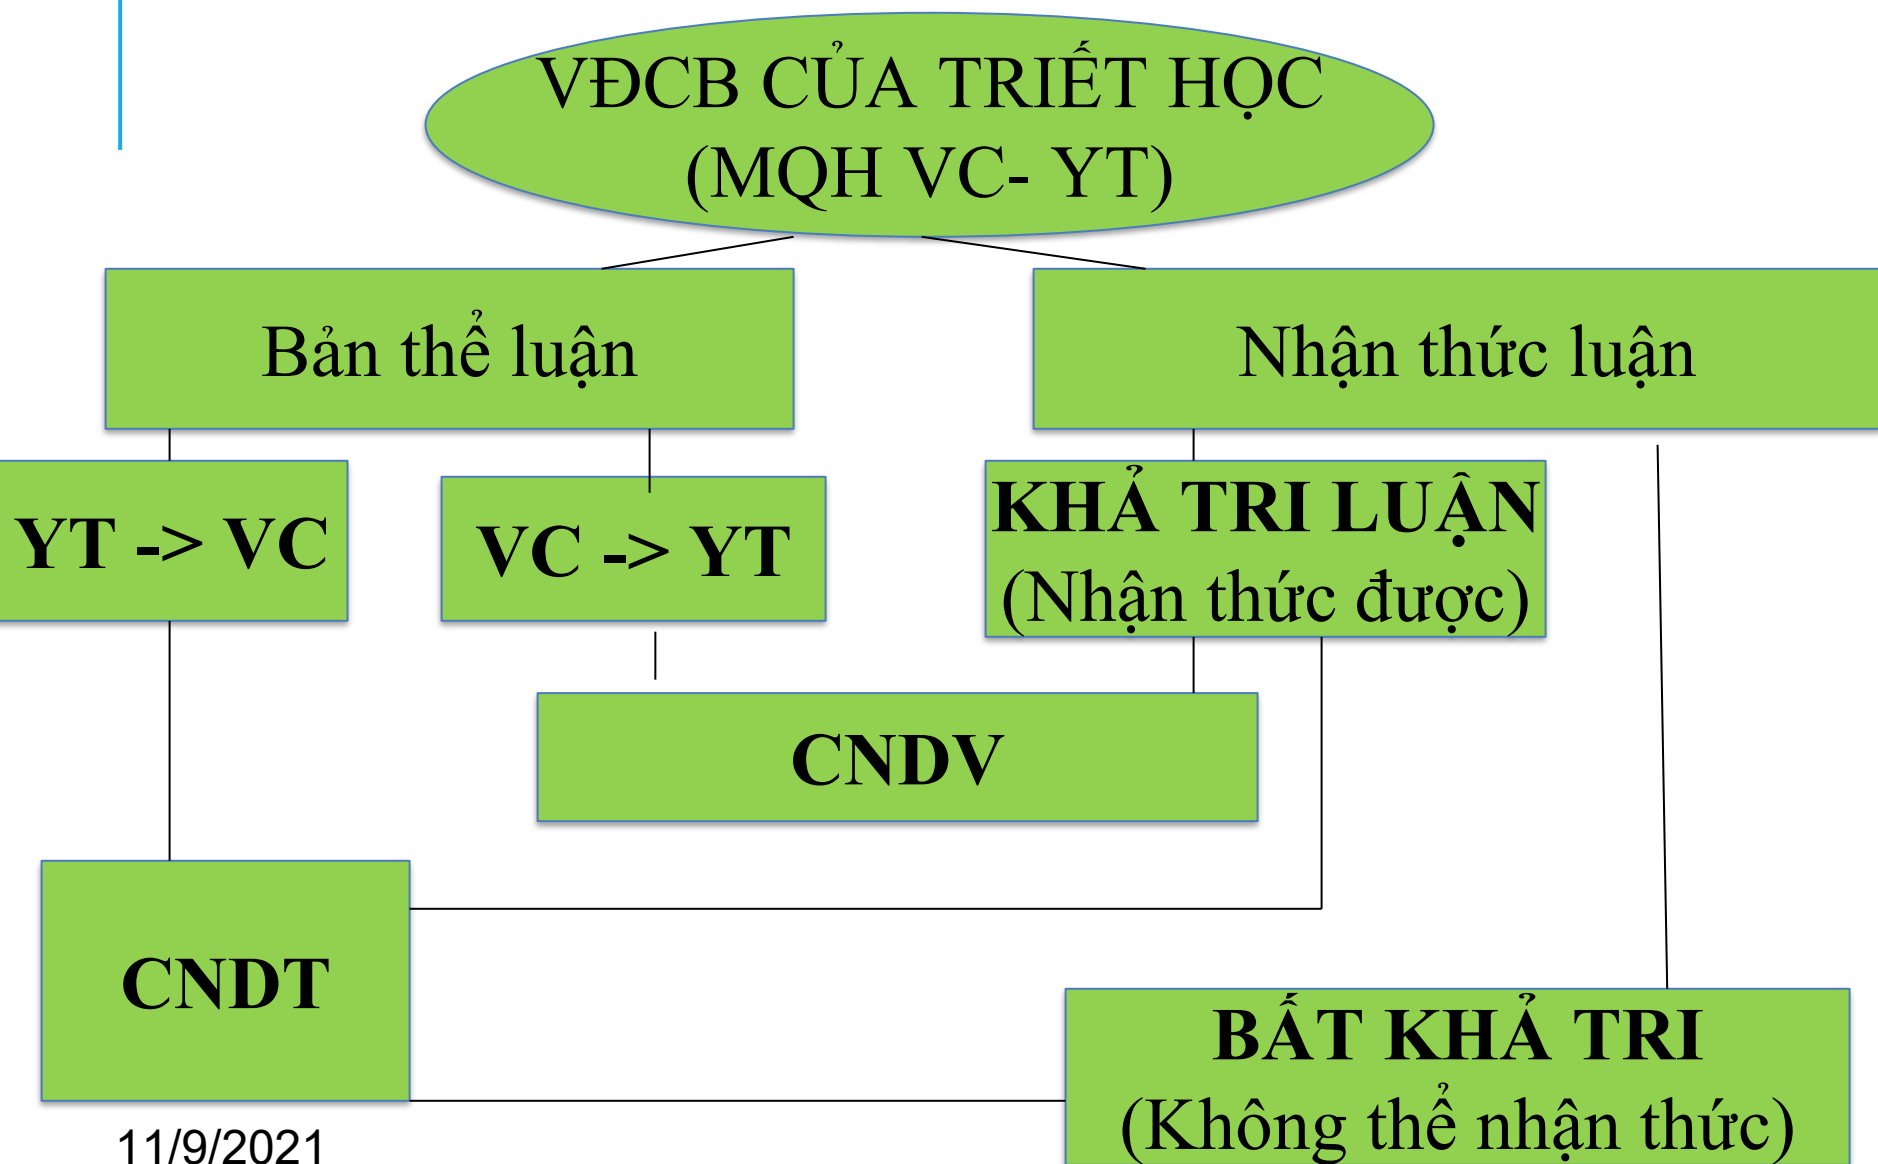 VĐCB CỦA TRIẾT HỌC
(MQH VC- YT)
Bản thể luận
Nhận thức luận
YT -> VC
VC -> YT
KHẢ TRI LUẬN
(Nhận thức được)
CNDV
CNDT
BẤT KHẢ TRI
(Không thể nhận thức)
11/9/2021